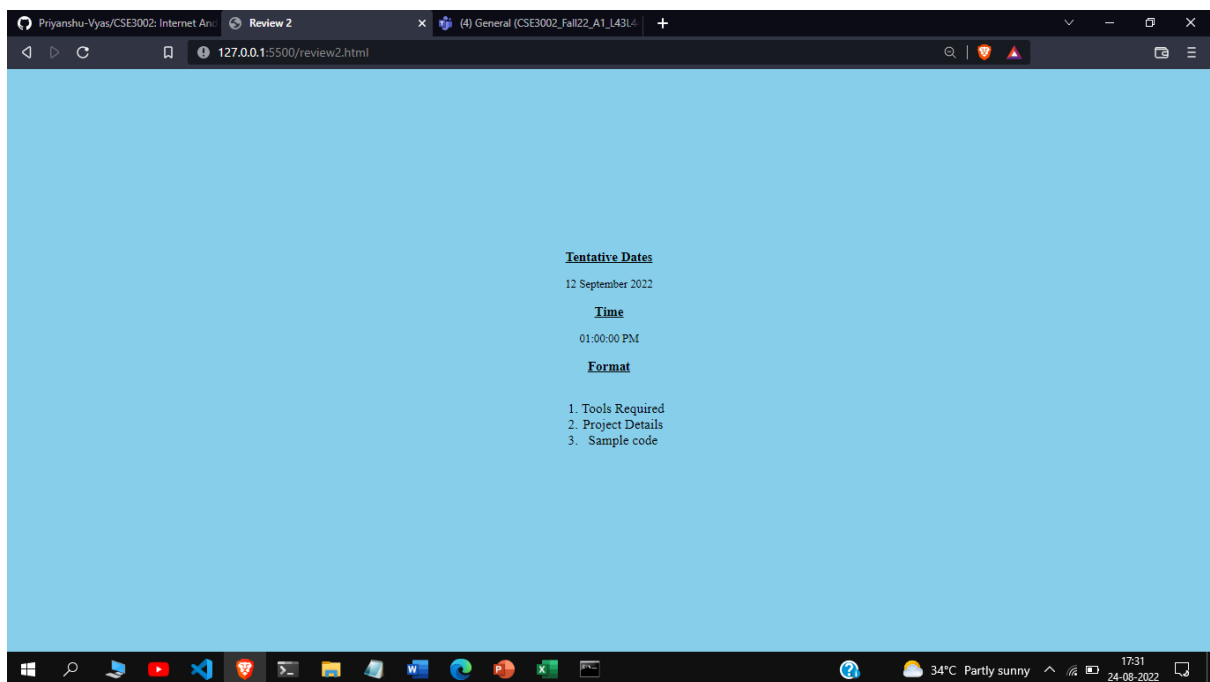 Priyanshu-Vyas/CSE3002: Internet And
Review 2
(4) General (CSE3002_Fall22_A1_L43L4
127.0.0.1:5500/review2.html
Tentative Dates
12 September 2022
Time
01:00:00 PM
Format
1. Tools Required
2. Project Details
3. Sample code
34°C Partly sunny
17:31
24-08-2022